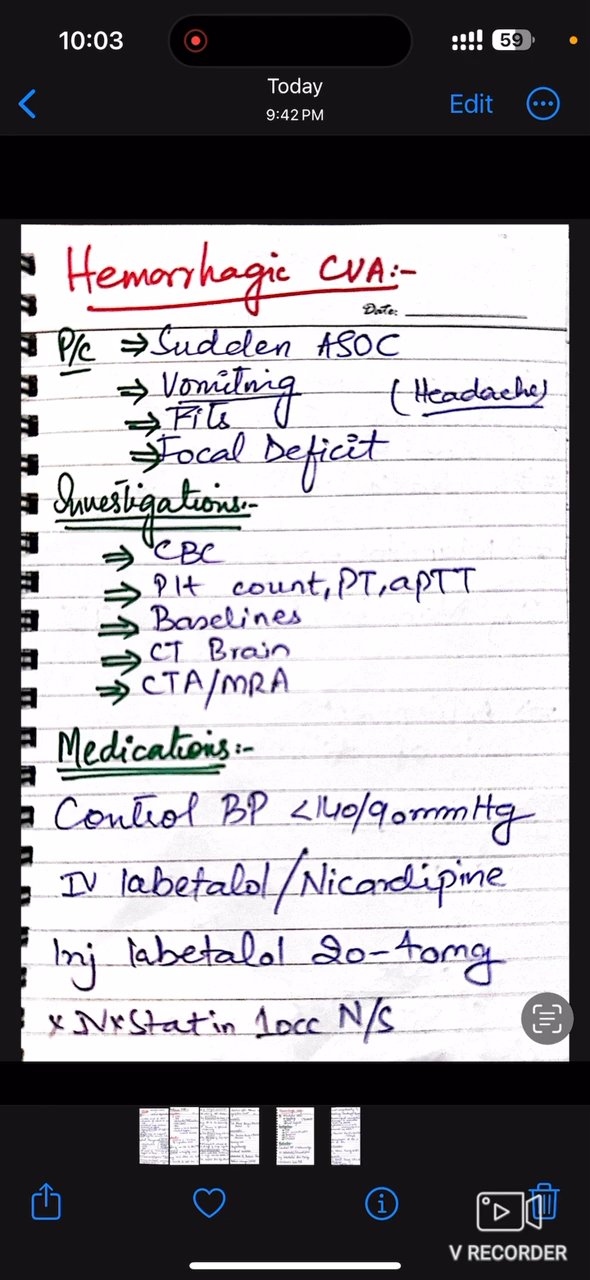 10:03
59
Today
9:42 PM
Edit
Hemorrhagic CVA:-
Date:
P/c ⇒ Sudden ASOC
⇒ Vomiting (Headache)
⇒ Fits
⇒ Focal Deficit
Investigations:-
⇒ CBC
⇒ Plt count, PT, aPTT
⇒ Baselines
⇒ CT Brain
⇒ CTA/MRA
Medications:-
Control BP <140/90mmHg
IV labetalol/Nicardipine
Inj labetalol 20-40mg
x IV x Stat in 10cc N/S
V RECORDER